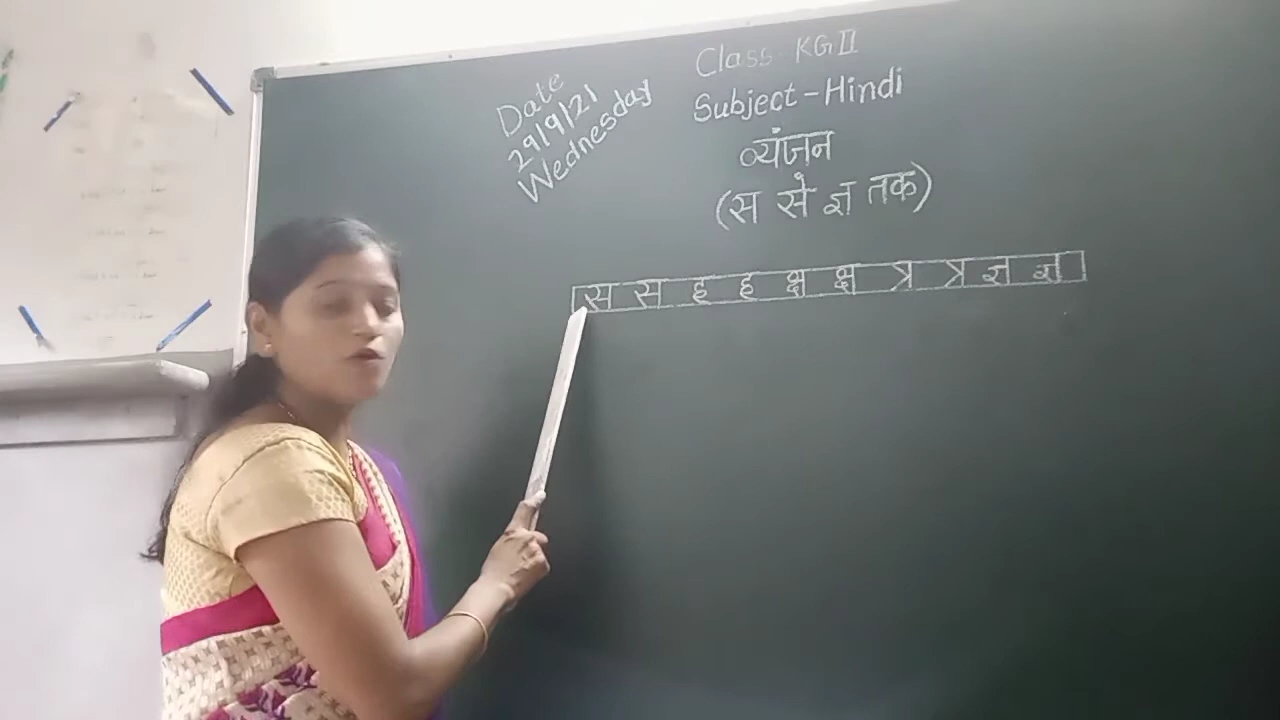 Date
29/9/21
Wednesday
Class KG II
Subject - Hindi
व्यंजन
(स से ज्ञ तक)
स स ह ह क्ष क्ष त्र त्र ज्ञ ज्ञ